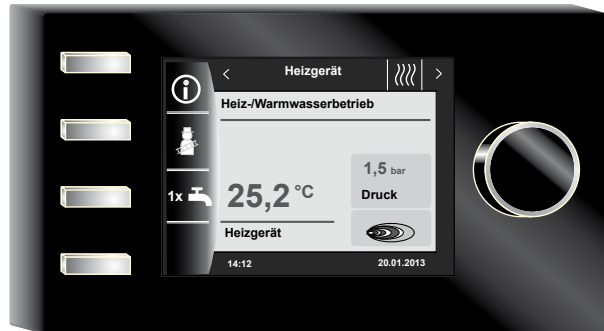 < Heizgerät >
Heiz-/Warmwasserbetrieb
1,5 bar
1x
25,2 °C
Druck
Heizgerät
14:12
20.01.2013